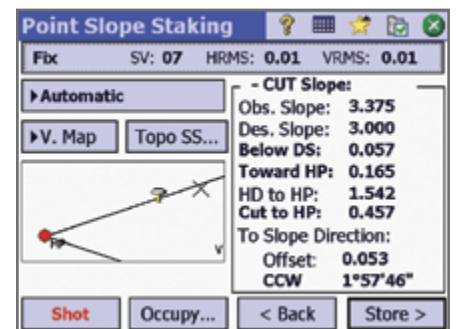 Point Slope Staking
Fix SV: 07 HRMS: 0.01 VRMS: 0.01
Automatic
V. Map Topo SS...
- CUT Slope:
Obs. Slope: 3.375
Des. Slope: 3.000
Below DS: 0.057
Toward HP: 0.165
HD to HP: 1.542
Cut to HP: 0.457
To Slope Direction:
Offset: 0.053
CCW 1°57'46"
V
Shot Occupy... < Back Store >